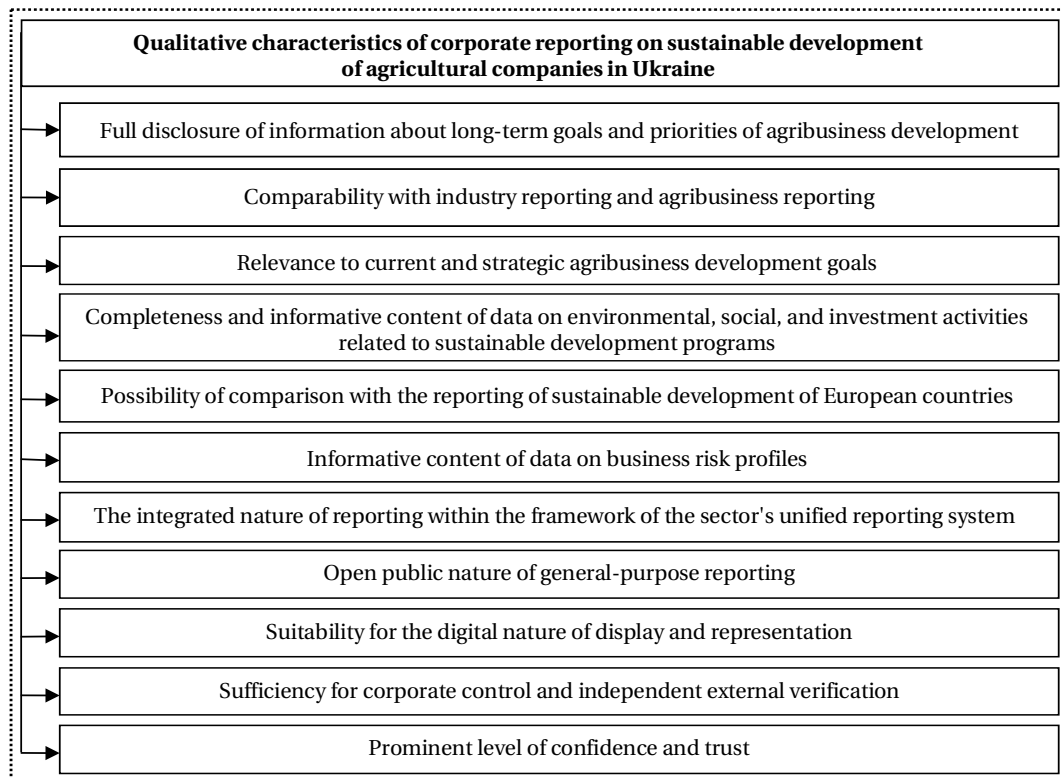 Qualitative characteristics of corporate reporting on sustainable development
of agricultural companies in Ukraine
Full disclosure of information about long-term goals and priorities of agribusiness development
Comparability with industry reporting and agribusiness reporting
Relevance to current and strategic agribusiness development goals
Completeness and informative content of data on environmental, social, and investment activities
related to sustainable development programs
Possibility of comparison with the reporting of sustainable development of European countries
Informative content of data on business risk profiles
The integrated nature of reporting within the framework of the sector's unified reporting system
Open public nature of general-purpose reporting
Suitability for the digital nature of display and representation
Sufficiency for corporate control and independent external verification
Prominent level of confidence and trust